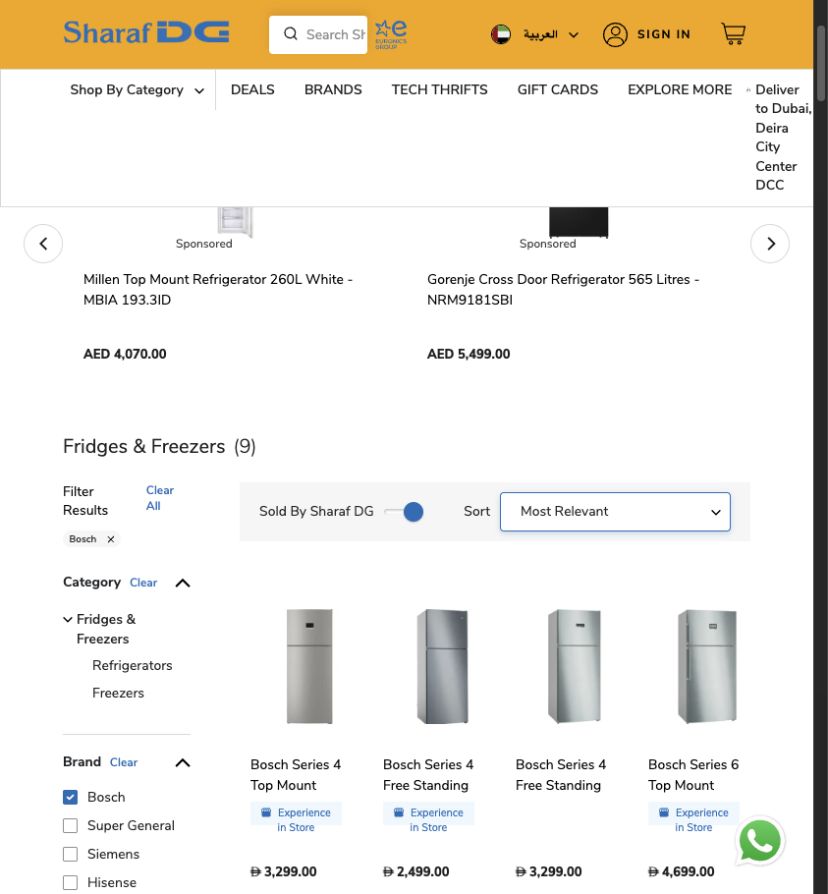 Sharaf DG
Search Sh
EURONICS
GROUP
العربية
SIGN IN
Shop By Category
DEALS
BRANDS
TECH THRIFTS
GIFT CARDS
EXPLORE MORE
Deliver
to Dubai,
Deira
City
Center
DCC
Sponsored
Sponsored
Millen Top Mount Refrigerator 260L White -
MBIA 193.3ID
Gorenje Cross Door Refrigerator 565 Litres -
NRM9181SBI
AED 4,070.00
AED 5,499.00
Fridges & Freezers (9)
Filter
Results
Clear
All
Bosch ×
Sold By Sharaf DG
Sort
Most Relevant
Category Clear
Fridges &
Freezers
Refrigerators
Freezers
Brand Clear
Bosch
Super General
Siemens
Hisense
Bosch Series 4
Top Mount
Experience
in Store
3,299.00
Bosch Series 4
Free Standing
Experience
in Store
2,499.00
Bosch Series 4
Free Standing
3,299.00
Bosch Series 6
Top Mount
Experience
in Store
4,699.00